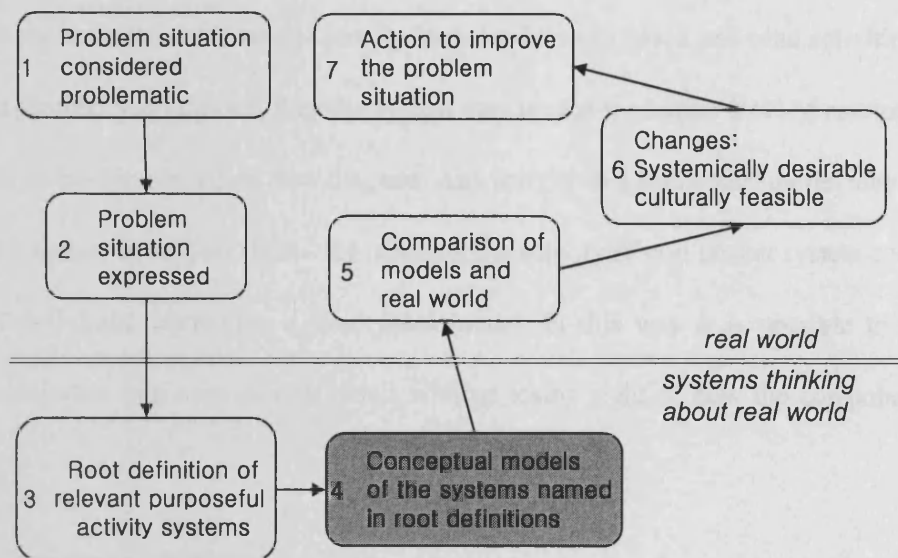 1
Problem situation
considered
problematic
2
Problem
situation
expressed
3
Root definition of
relevant purposeful
activity systems
4
Conceptual models
of the systems named
in root definitions
5
Comparison of
models and
real world
6
Changes:
Systemically desirable
culturally feasible
7
Action to improve
the problem
situation
real world
systems thinking
about real world